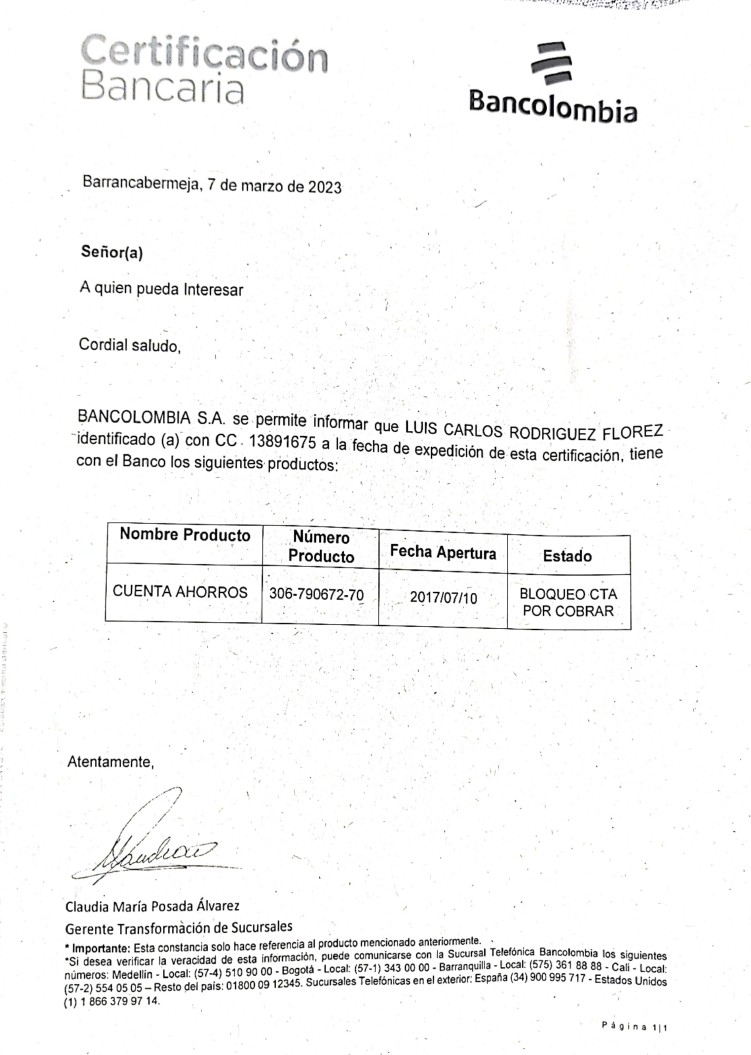 Certificación
Bancaria
Bancolombia
Barrancabermeja, 7 de marzo de 2023
Señor(a)
A quien pueda Interesar
Cordial saludo,
BANCOLOMBIA S.A. se permite informar que LUIS CARLOS RODRIGUEZ FLOREZ
identificado (a) con CC 13891675 a la fecha de expedición de esta certificación, tiene
con el Banco los siguientes productos:
Nombre Producto Número Producto Fecha Apertura Estado
CUENTA AHORROS 306-790672-70 2017/07/10 BLOQUEO CTA POR COBRAR
Atentamente,
Claudia María Posada Álvarez
Gerente Transformación de Sucursales
* Importante: Esta constancia solo hace referencia al producto mencionado anteriormente.
*Si desea verificar la veracidad de esta información, puede comunicarse con la Sucursal Telefónica Bancolombia los siguientes
números: Medellín - Local: (57-4) 510 90 00 - Bogotá - Local: (57-1) 343 00 00 - Barranquilla - Local: (575) 361 88 88 - Cali - Local:
(57-2) 554 05 05 – Resto del país: 01800 09 12345. Sucursales Telefónicas en el exterior: España (34) 900 995 717 - Estados Unidos
(1) 1 866 379 97 14.
Página 1|1